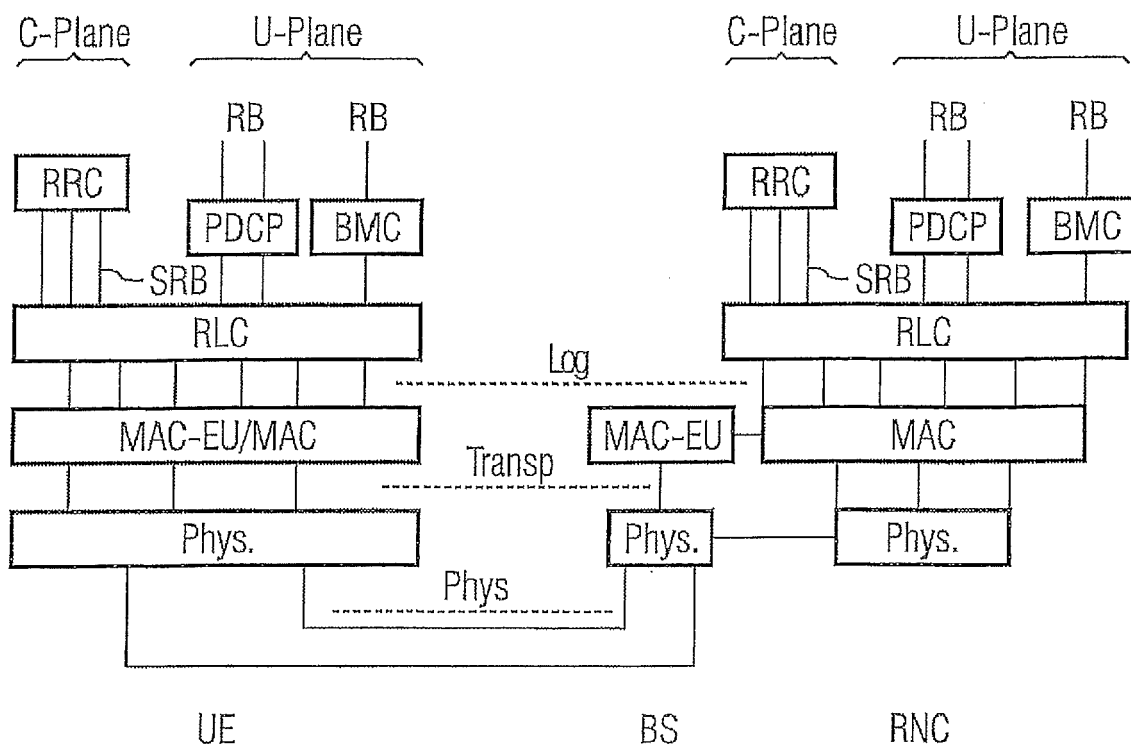 C-Plane U-Plane C-Plane U-Plane
RB RB RB RB
RRC RRC
PDCP BMC PDCP BMC
SRB SRB
RLC RLC
Log
MAC-EU/MAC MAC-EU MAC
Transp
Phys. Phys. Phys.
Phys
UE BS RNC